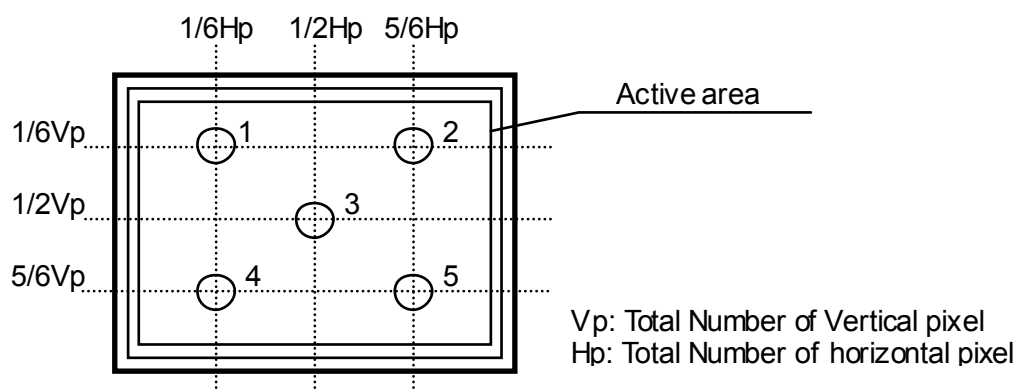 1/6Hp 1/2Hp 5/6Hp
Active area
1/6Vp 1 2
1/2Vp 3
5/6Vp 4 5
Vp: Total Number of Vertical pixel
Hp: Total Number of horizontal pixel